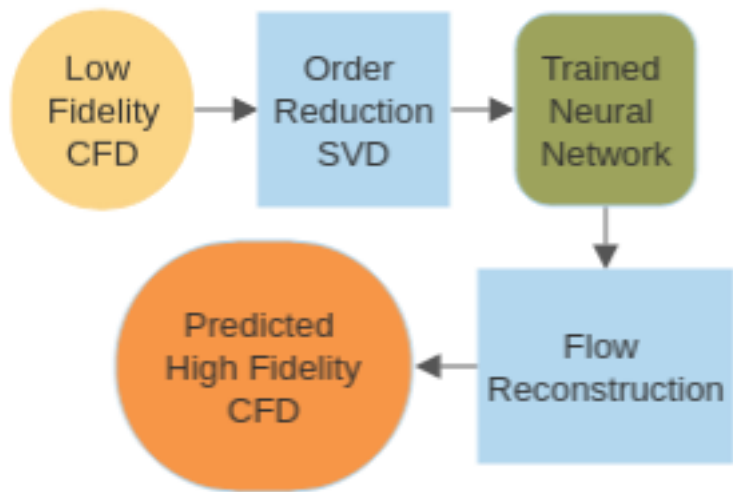 Low
Fidelity
CFD
Order
Reduction
SVD
Trained
Neural
Network
Flow
Reconstruction
Predicted
High Fidelity
CFD